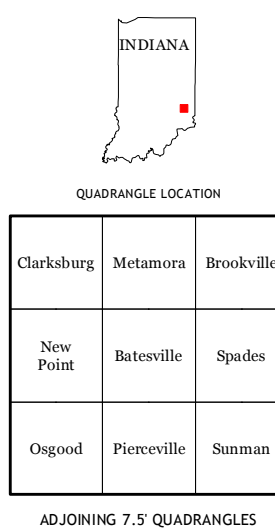 INDIANA
QUADRANGLE LOCATION
Clarksburg Metamora Brookville
New
Point Batesville Spades
Osgood Pierceville Sunman
ADJOINING 7.5' QUADRANGLES